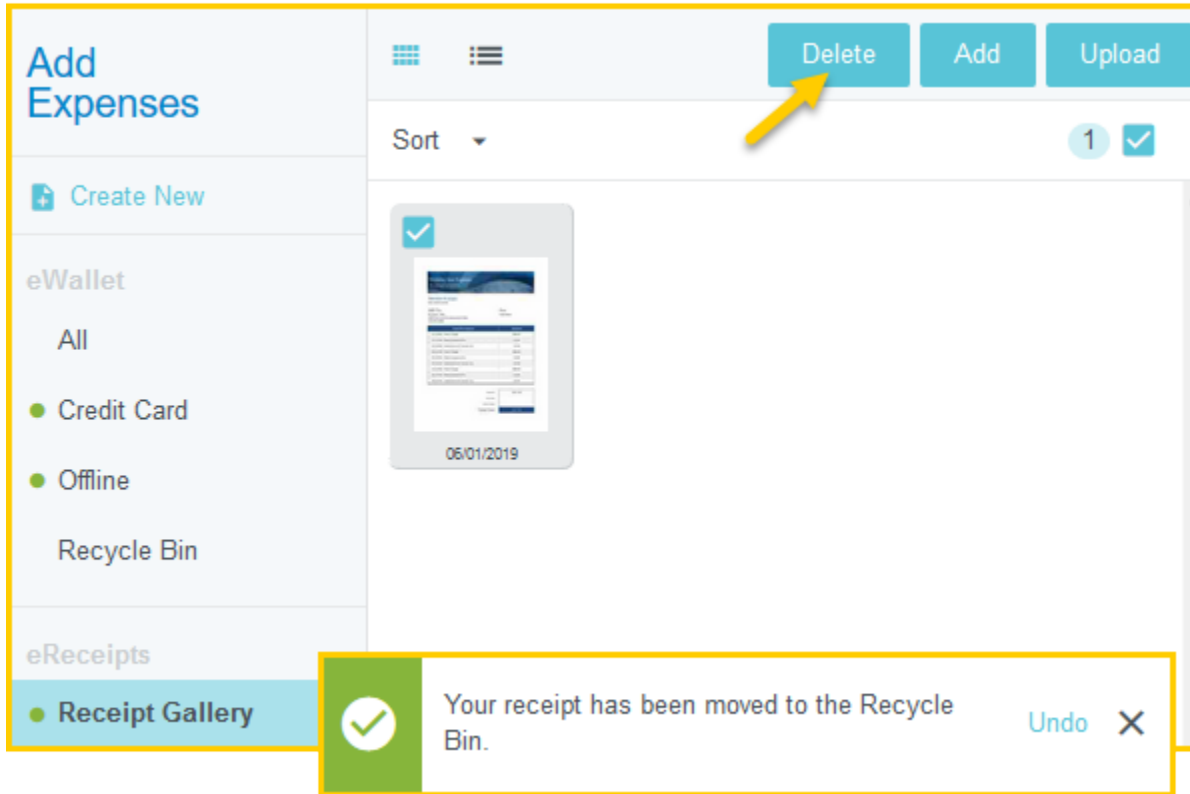 Add
Expenses
Create New
eWallet
All
Credit Card
Offline
Recycle Bin
eReceipts
Receipt Gallery
Delete
Add
Upload
Sort
1
06/01/2019
Your receipt has been moved to the Recycle
Bin.
Undo